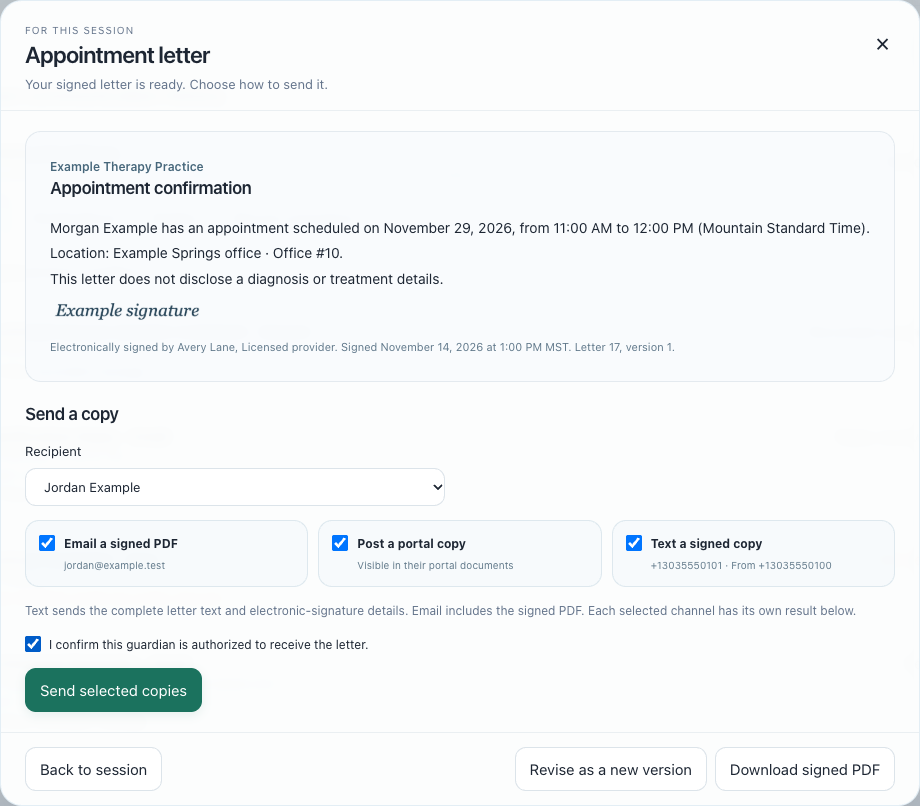 FOR THIS SESSION
Appointment letter
Your signed letter is ready. Choose how to send it.
Example Therapy Practice
Appointment confirmation
Morgan Example has an appointment scheduled on November 29, 2026, from 11:00 AM to 12:00 PM (Mountain Standard Time).
Location: Example Springs office · Office #10.
This letter does not disclose a diagnosis or treatment details.
Example signature
Electronically signed by Avery Lane, Licensed provider. Signed November 14, 2026 at 1:00 PM MST. Letter 17, version 1.
Send a copy
Recipient
Jordan Example
Email a signed PDF
jordan@example.test
Post a portal copy
Visible in their portal documents
Text a signed copy
+13035550101 · From +13035550100
Text sends the complete letter text and electronic-signature details. Email includes the signed PDF. Each selected channel has its own result below.
I confirm this guardian is authorized to receive the letter.
Send selected copies
Back to session
Revise as a new version
Download signed PDF